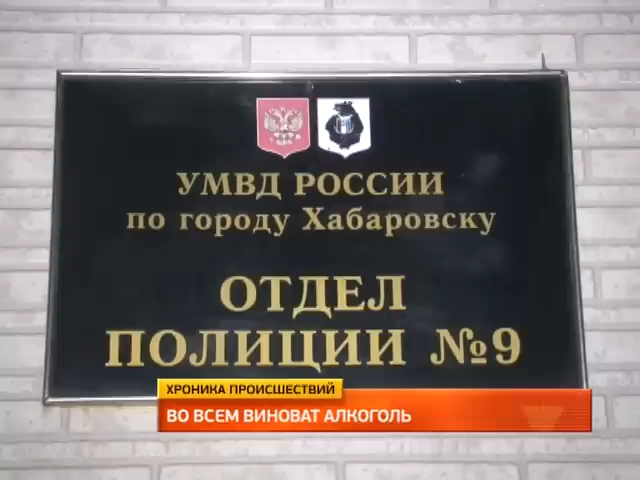 УМВД РОССИИ
по городу Хабаровску
ОТДЕЛ
ПОЛИЦИИ №9
ХРОНИКА ПРОИСШЕСТВИЙ
ВО ВСЕМ ВИНОВАТ АЛКОГОЛЬ